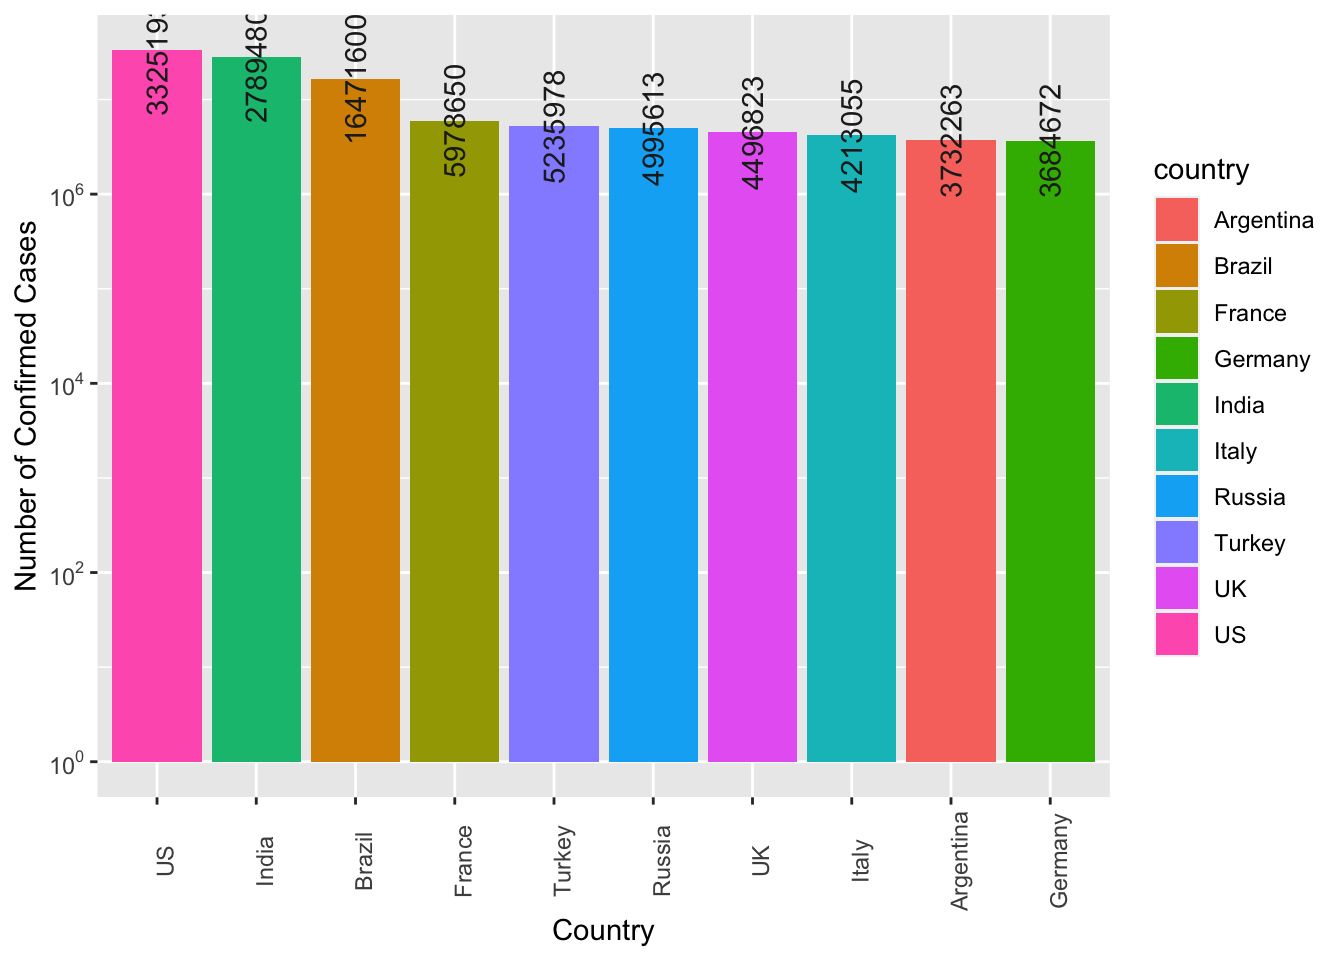 3325193
27894800
16471600
5978650
5235978
4995613
4496823
4213055
3732263
3684672
10^6
10^4
10^2
10^0
Number of Confirmed Cases
US
India
Brazil
France
Turkey
Russia
UK
Italy
Argentina
Germany
Country
country
Argentina
Brazil
France
Germany
India
Italy
Russia
Turkey
UK
US